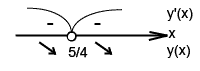 - - y'(x)
x
5/4 y(x)